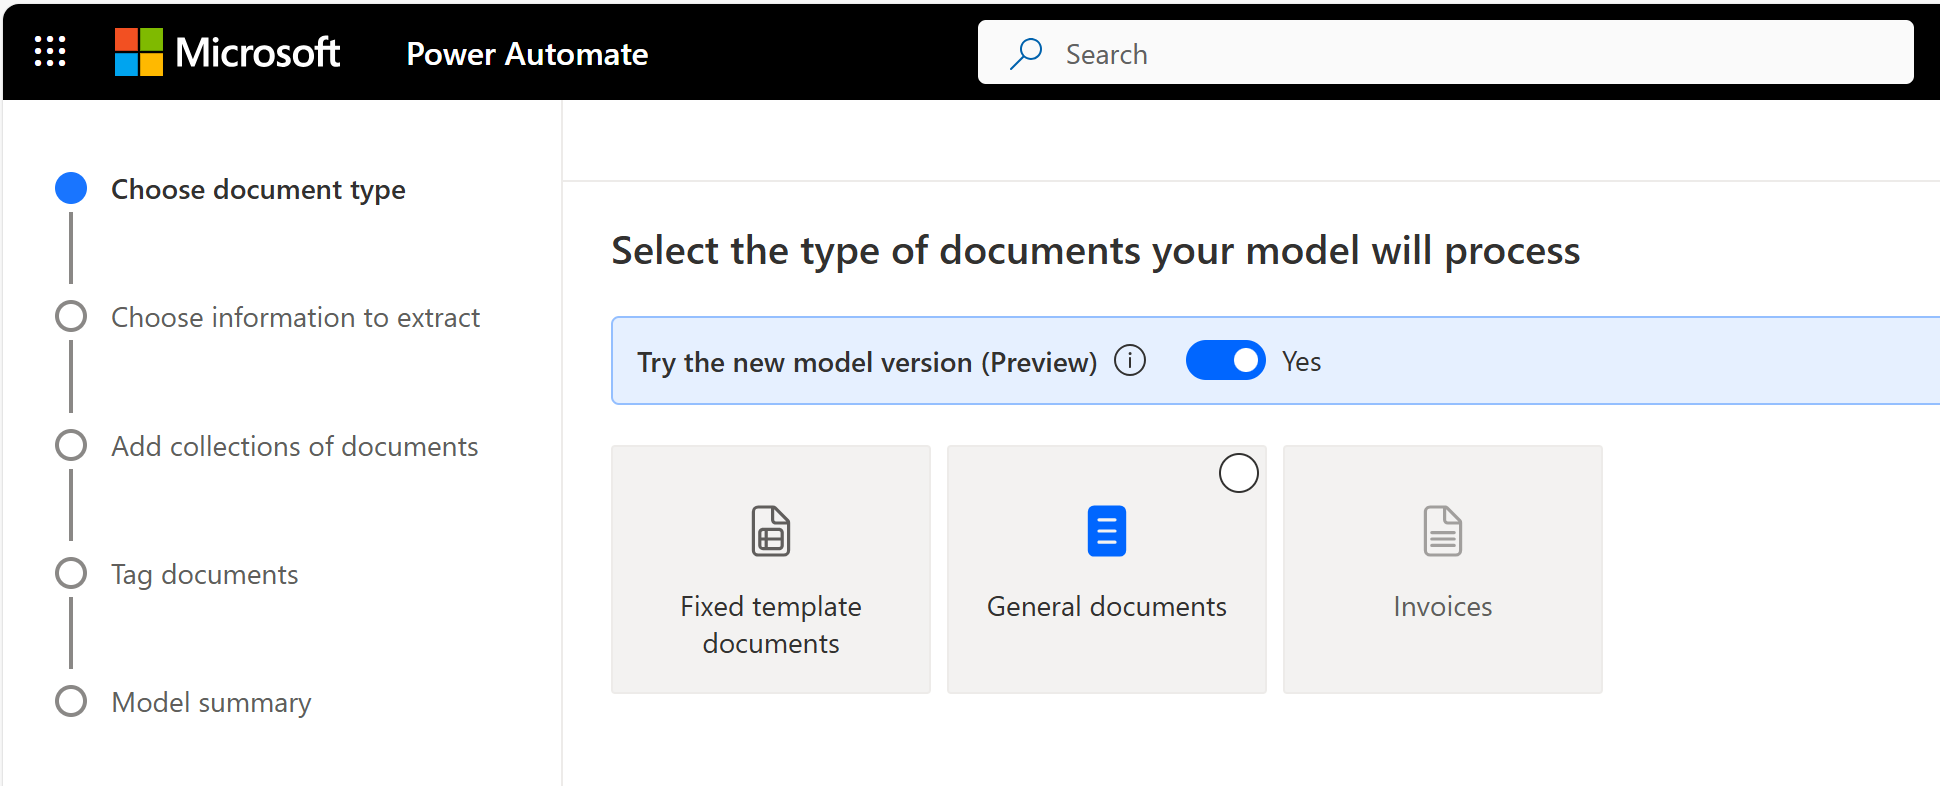 Microsoft
Power Automate
Search
Choose document type
Choose information to extract
Add collections of documents
Tag documents
Model summary
Select the type of documents your model will process
Try the new model version (Preview)
Yes
Fixed template
documents
General documents
Invoices